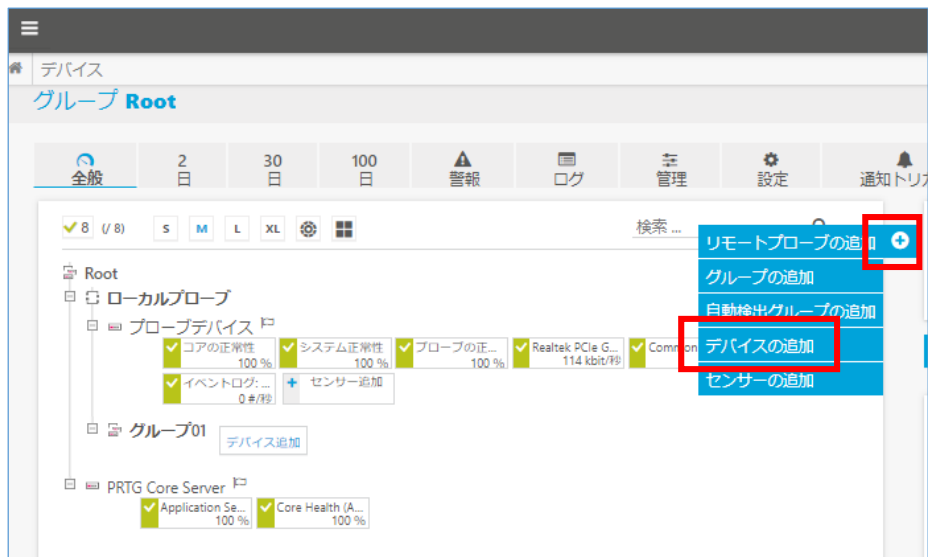 デバイス
グループ Root
全般
2 日
30 日
100 日
警報
ログ
管理
設定
通知トリガ
8 (/ 8) S M L XL 検索 ...
リモートプローブの追加
グループの追加
自動検出グループの追加
デバイスの追加
センサーの追加
Root
ローカルプローブ
プローブデバイス
コアの正常性 100 %
システム正常性 100 %
プローブの正... 100 %
Realtek PCIe G... 114 kbit/秒
Common
イベントログ: ... 0 #/秒
センサー追加
グループ01 デバイス追加
PRTG Core Server
Application Se... 100 %
Core Health (A... 100 %